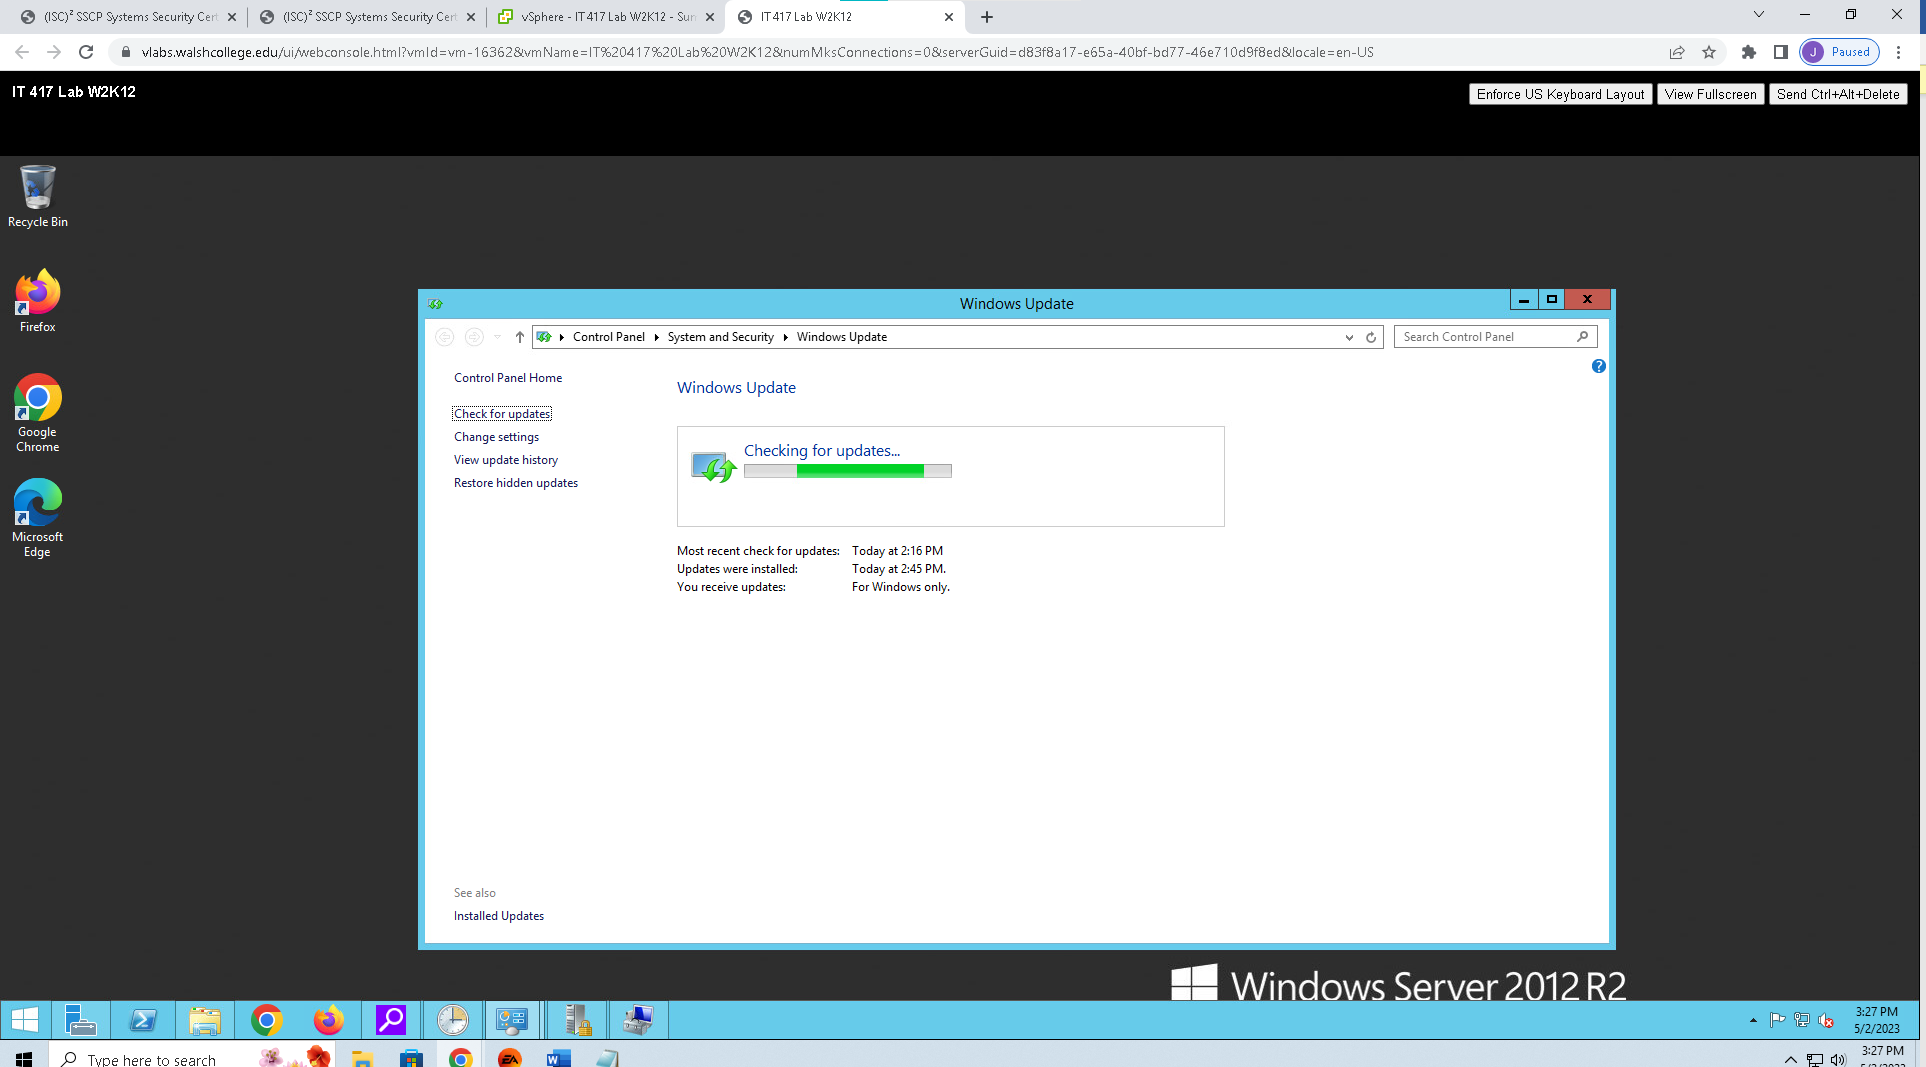 (ISC)² SSCP Systems Security Cert
(ISC)² SSCP Systems Security Cert
vSphere - IT 417 Lab W2K12 - Sun
IT 417 Lab W2K12
vlabs.walshcollege.edu/ui/webconsole.html?vmId=vm-16362&vmName=IT%20417%20Lab%20W2K12&numMksConnections=0&serverGuid=d83f8a17-e65a-40bf-bd77-46e710d9f8ed&locale=en-US
J Paused
IT 417 Lab W2K12
Enforce US Keyboard Layout
View Fullscreen
Send Ctrl+Alt+Delete
Recycle Bin
Firefox
Google
Chrome
Microsoft
Edge
Windows Update
Control Panel
System and Security
Windows Update
Search Control Panel
Control Panel Home
Check for updates
Change settings
View update history
Restore hidden updates
Windows Update
Checking for updates...
Most recent check for updates: Today at 2:16 PM
Updates were installed: Today at 2:45 PM.
You receive updates: For Windows only.
See also
Installed Updates
Windows Server 2012 R2
3:27 PM
5/2/2023
Type here to search
EA
W
3:27 PM